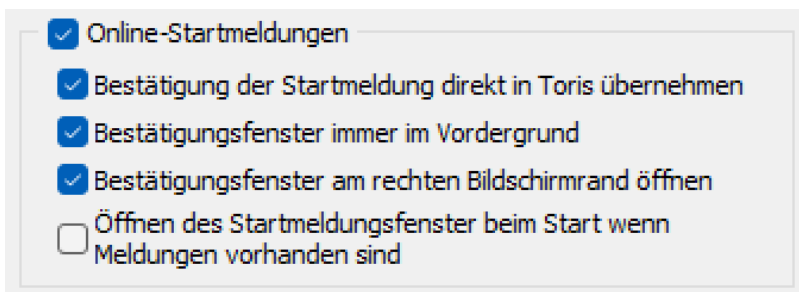 Online-Startmeldungen
Bestätigung der Startmeldung direkt in Toris übernehmen
Bestätigungsfenster immer im Vordergrund
Bestätigungsfenster am rechten Bildschirmrand öffnen
Öffnen des Startmeldungsfenster beim Start wenn
Meldungen vorhanden sind